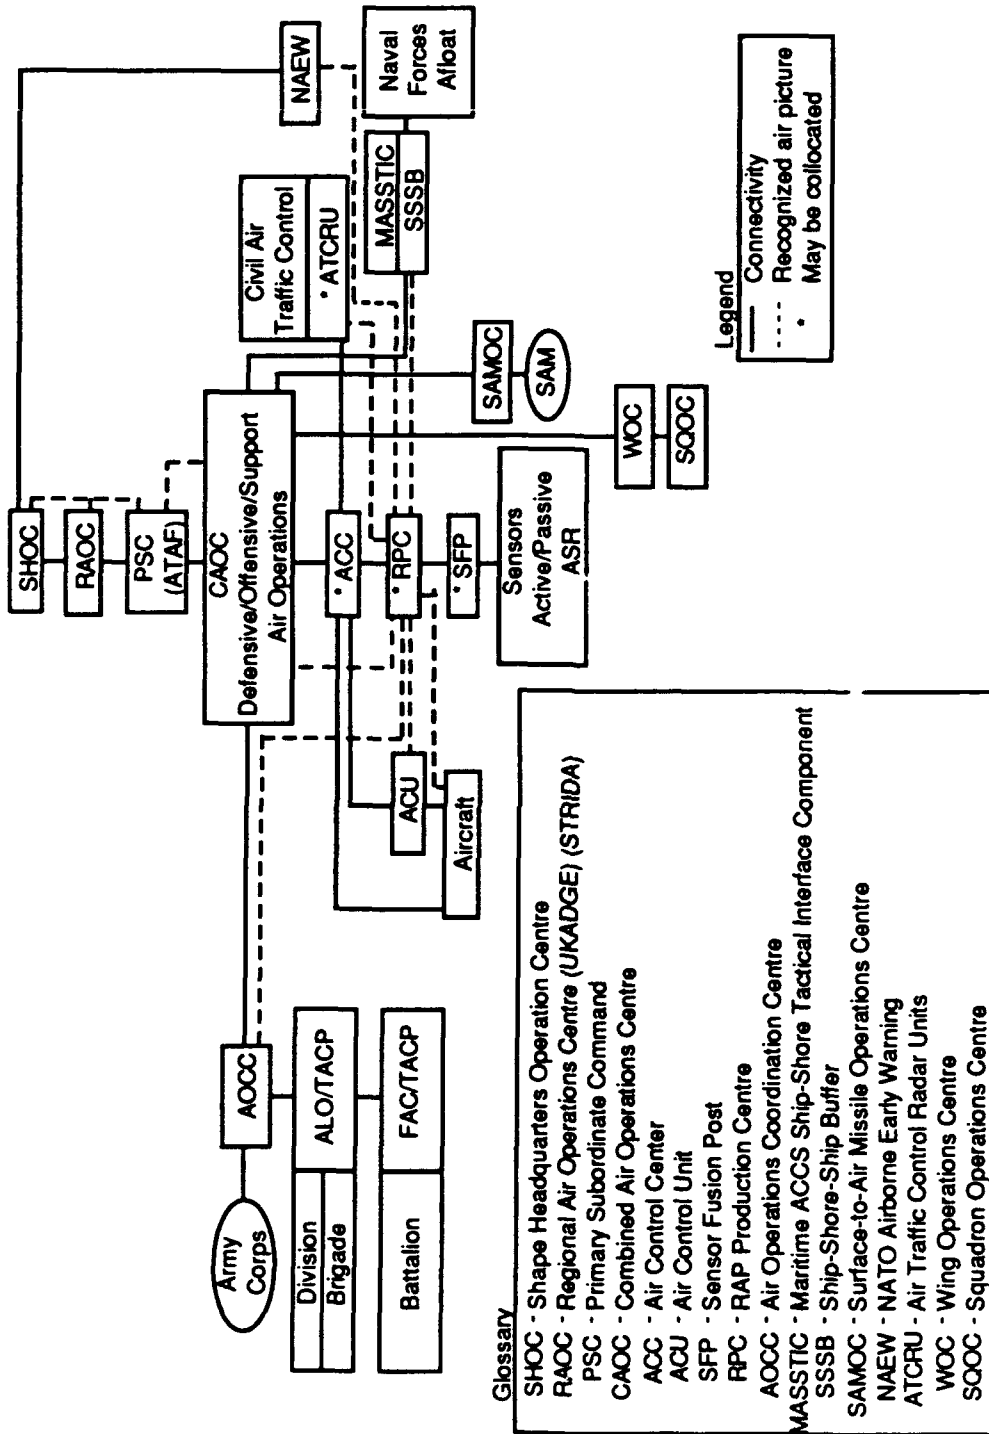 SHOC
RAOC
PSC
(ATAF)
CAOC
Defensive/Offensive/Support
Air Operations
NAEW
Civil Air
Traffic Control
* ATCRU
MASSTIC
SSSB
Naval
Forces
Afloat
* ACC
* RPC
* SFP
Sensors
Active/Passive
ASR
SAMOC
SAM
WOC
SQOC
ACU
Aircraft
AOCC
Army
Corps
Division
Brigade
ALO/TACP
Battalion
FAC/TACP
Legend
Connectivity
Recognized air picture
* May be collocated
Glossary
SHOC - Shape Headquarters Operation Centre
RAOC - Regional Air Operations Centre (UKADGE) (STRIDA)
PSC - Primary Subordinate Command
CAOC - Combined Air Operations Centre
ACC - Air Control Center
ACU - Air Control Unit
SFP - Sensor Fusion Post
RPC - RAP Production Centre
AOCC - Air Operations Coordination Centre
MASSTIC - Maritime ACCS Ship-Shore Tactical Interface Component
SSSB - Ship-Shore-Ship Buffer
SAMOC - Surface-to-Air Missile Operations Centre
NAEW - NATO Airborne Early Warning
ATCRU - Air Traffic Control Radar Units
WOC - Wing Operations Centre
SQOC - Squadron Operations Centre